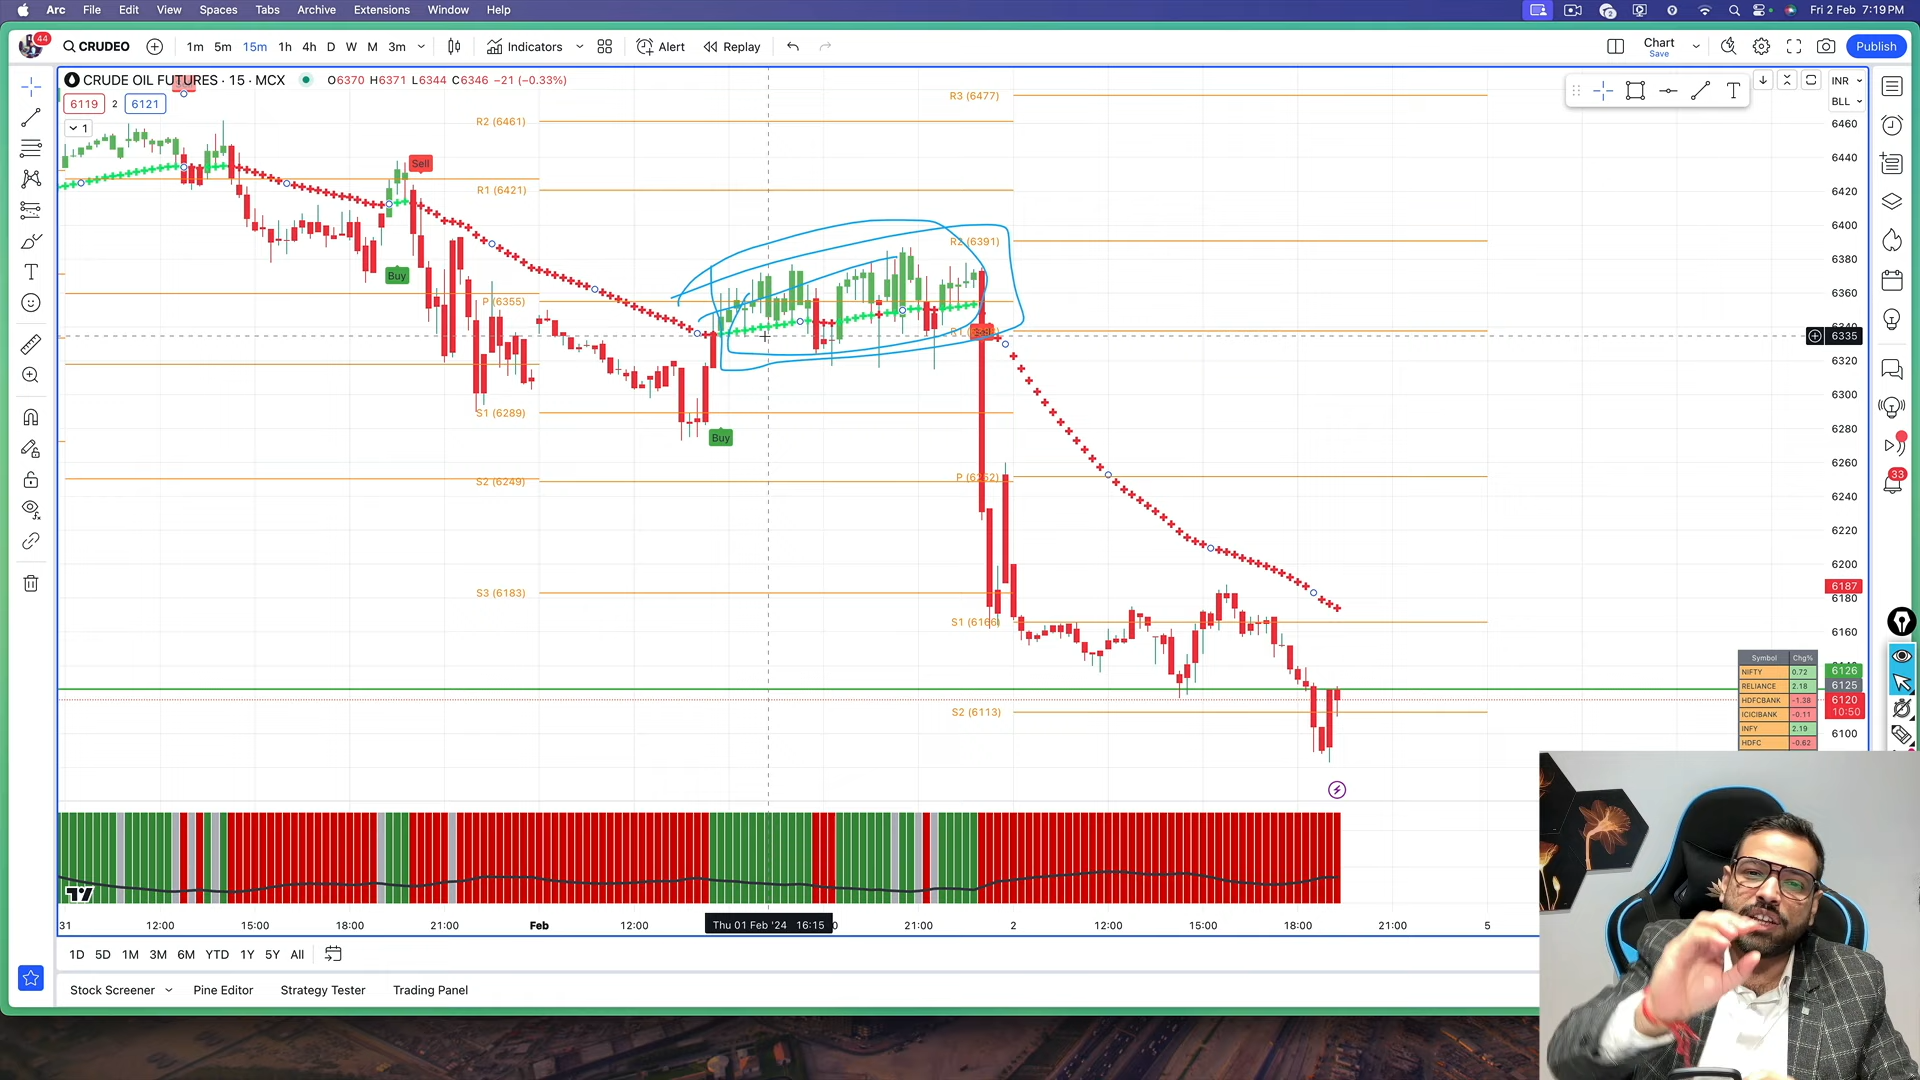 Arc File Edit View Spaces Tabs Archive Extensions Window Help
2
Fri 2 Feb 7:19 PM
44
CRUDEO
1m 5m 15m 1h 4h D W M 3m
Indicators
Alert
Replay
Chart
Save
Publish
CRUDE OIL FUTURES · 15 · MCX
O6370 H6371 L6344 C6346 −21 (−0.33%)
6119 2 6121
1
INR
BLL
T
R3 (6477)
R2 (6461)
Sell
R1 (6421)
R2 (6391)
Buy
P (6355)
Sell
S1 (6289)
Buy
P (6252)
S2 (6249)
S3 (6183)
S1 (6166)
S2 (6113)
6460
6440
6420
6400
6380
6360
6335
6320
6300
6280
6260
6240
6220
6200
6187
6180
6160
6126
6125
6120
10:50
6100
33
Symbol Chg%
NIFTY 0.72
RELIANCE 2.18
HDFCBANK -1.38
ICICIBANK -0.11
INFY 2.19
HDFC -0.62
31 12:00 15:00 18:00 21:00 Feb 12:00 Thu 01 Feb '24 16:15 21:00 2 12:00 15:00 18:00 21:00 5
1D 5D 1M 3M 6M YTD 1Y 5Y All
Stock Screener Pine Editor Strategy Tester Trading Panel